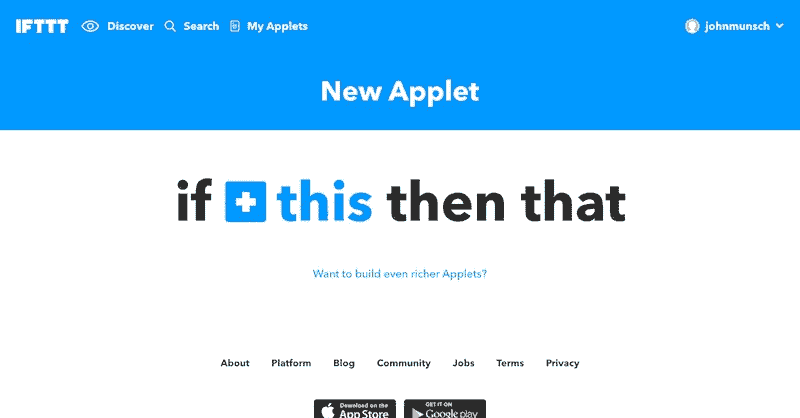 IFTTT Discover Search My Applets johnmunsch
New Applet
if this then that
Want to build even richer Applets?
About Platform Blog Community Jobs Terms Privacy
Download on the GET IT ON
App Store Google play